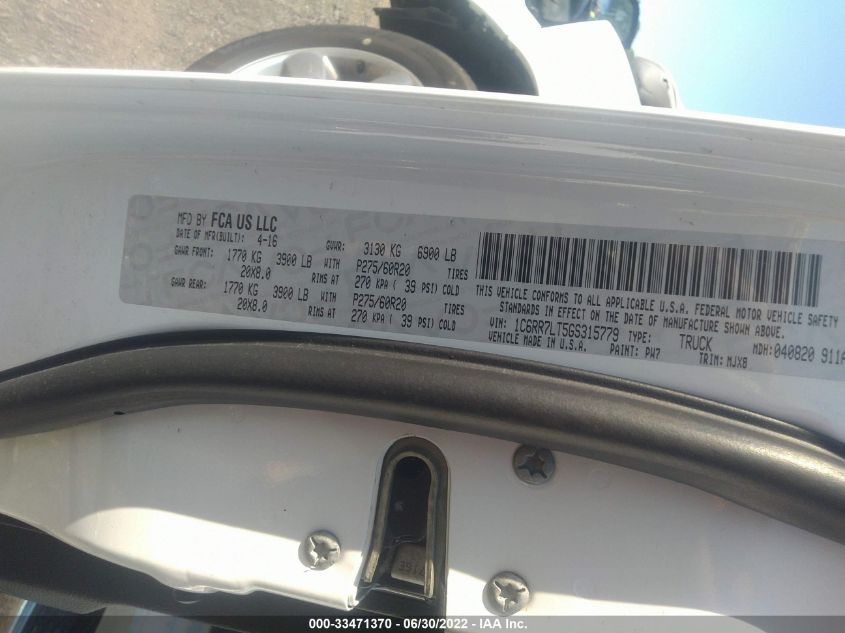 MFD BY FCA US LLC
DATE OF MFR(BUILT): 4-16 GVWR: 3130 KG 6900 LB
GAWR FRONT: 1770 KG 3900 LB WITH P275/60R20 TIRES
20X8.0 RIMS AT 270 KPA ( 39 PSI) COLD
GAWR REAR: 1770 KG 3900 LB WITH P275/60R20 TIRES
20X8.0 RIMS AT 270 KPA ( 39 PSI) COLD
THIS VEHICLE CONFORMS TO ALL APPLICABLE U.S.A. FEDERAL MOTOR VEHICLE SAFETY
STANDARDS IN EFFECT ON THE DATE OF MANUFACTURE SHOWN ABOVE.
VIN: 1C6RR7LT5GS315779 TYPE: TRUCK MDH:040820 911A
VEHICLE MADE IN U.S.A. PAINT: PW7 TRIM: MJX8
000-33471370 - 06/30/2022 - IAA Inc.